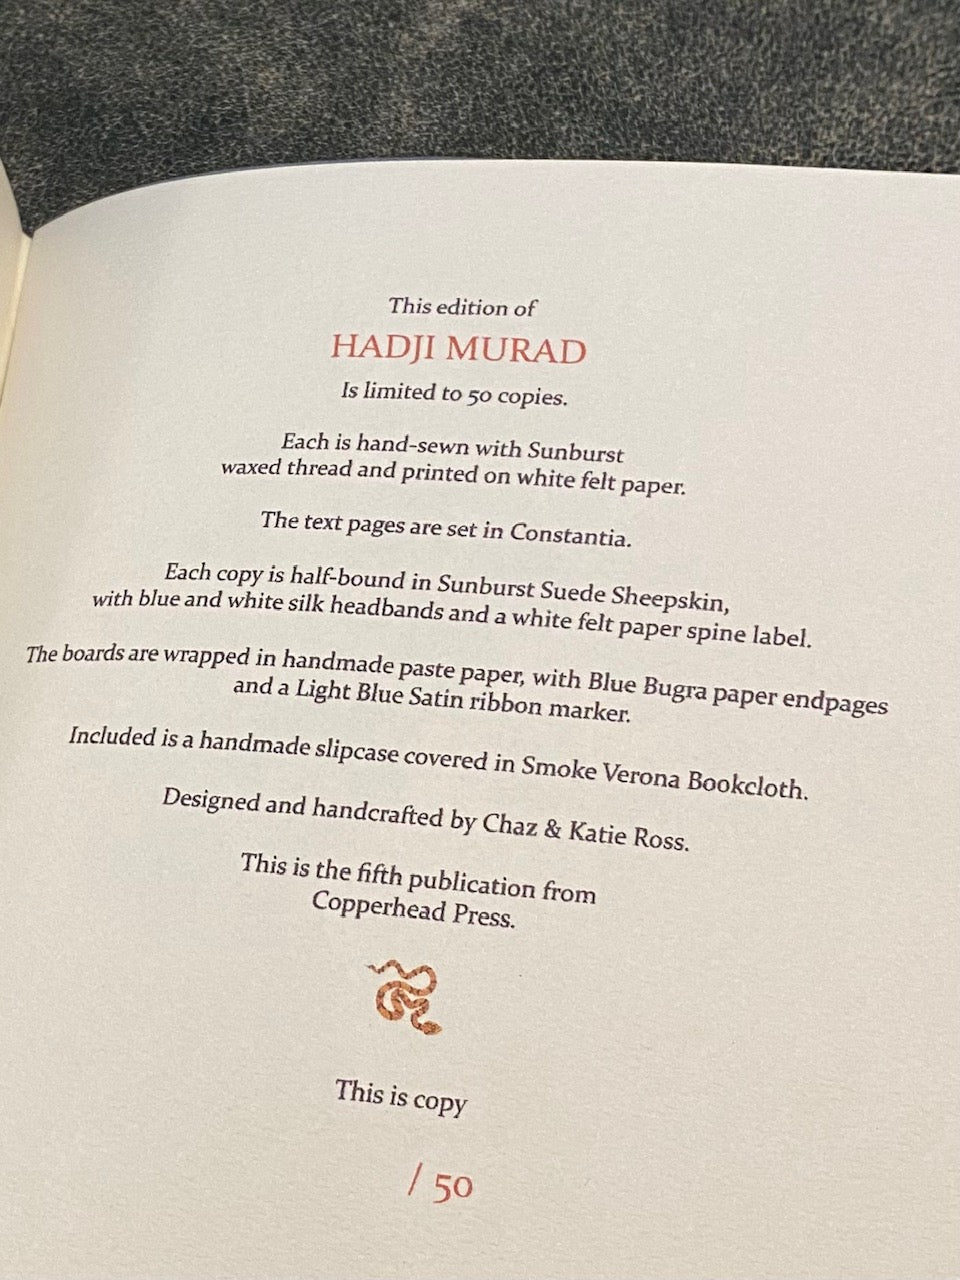 This edition of
HADJI MURAD
Is limited to 50 copies.
Each is hand-sewn with Sunburst
waxed thread and printed on white felt paper.
The text pages are set in Constantia.
Each copy is half-bound in Sunburst Suede Sheepskin,
with blue and white silk headbands and a white felt paper spine label.
The boards are wrapped in handmade paste paper, with Blue Bugra paper endpages
and a Light Blue Satin ribbon marker.
Included is a handmade slipcase covered in Smoke Verona Bookcloth.
Designed and handcrafted by Chaz & Katie Ross.
This is the fifth publication from
Copperhead Press.
This is copy
/ 50